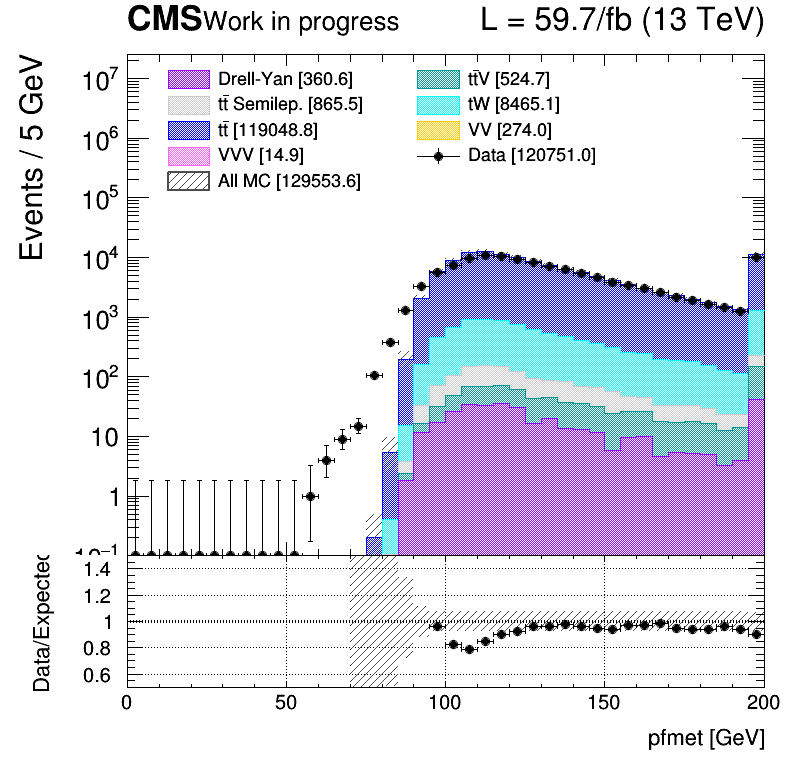 CMS Work in progress L = 59.7/fb (13 TeV)
Events / 5 GeV
Drell-Yan [360.6]
tt̄ Semilep. [865.5]
tt̄ [119048.8]
VVV [14.9]
All MC [129553.6]
tt̄V [524.7]
tW [8465.1]
VV [274.0]
Data [120751.0]
10⁷
10⁶
10⁵
10⁴
10³
10²
10
1
10⁻¹
Data/Expected
1.4
1.2
1
0.8
0.6
0 50 100 150 200
pfmet [GeV]